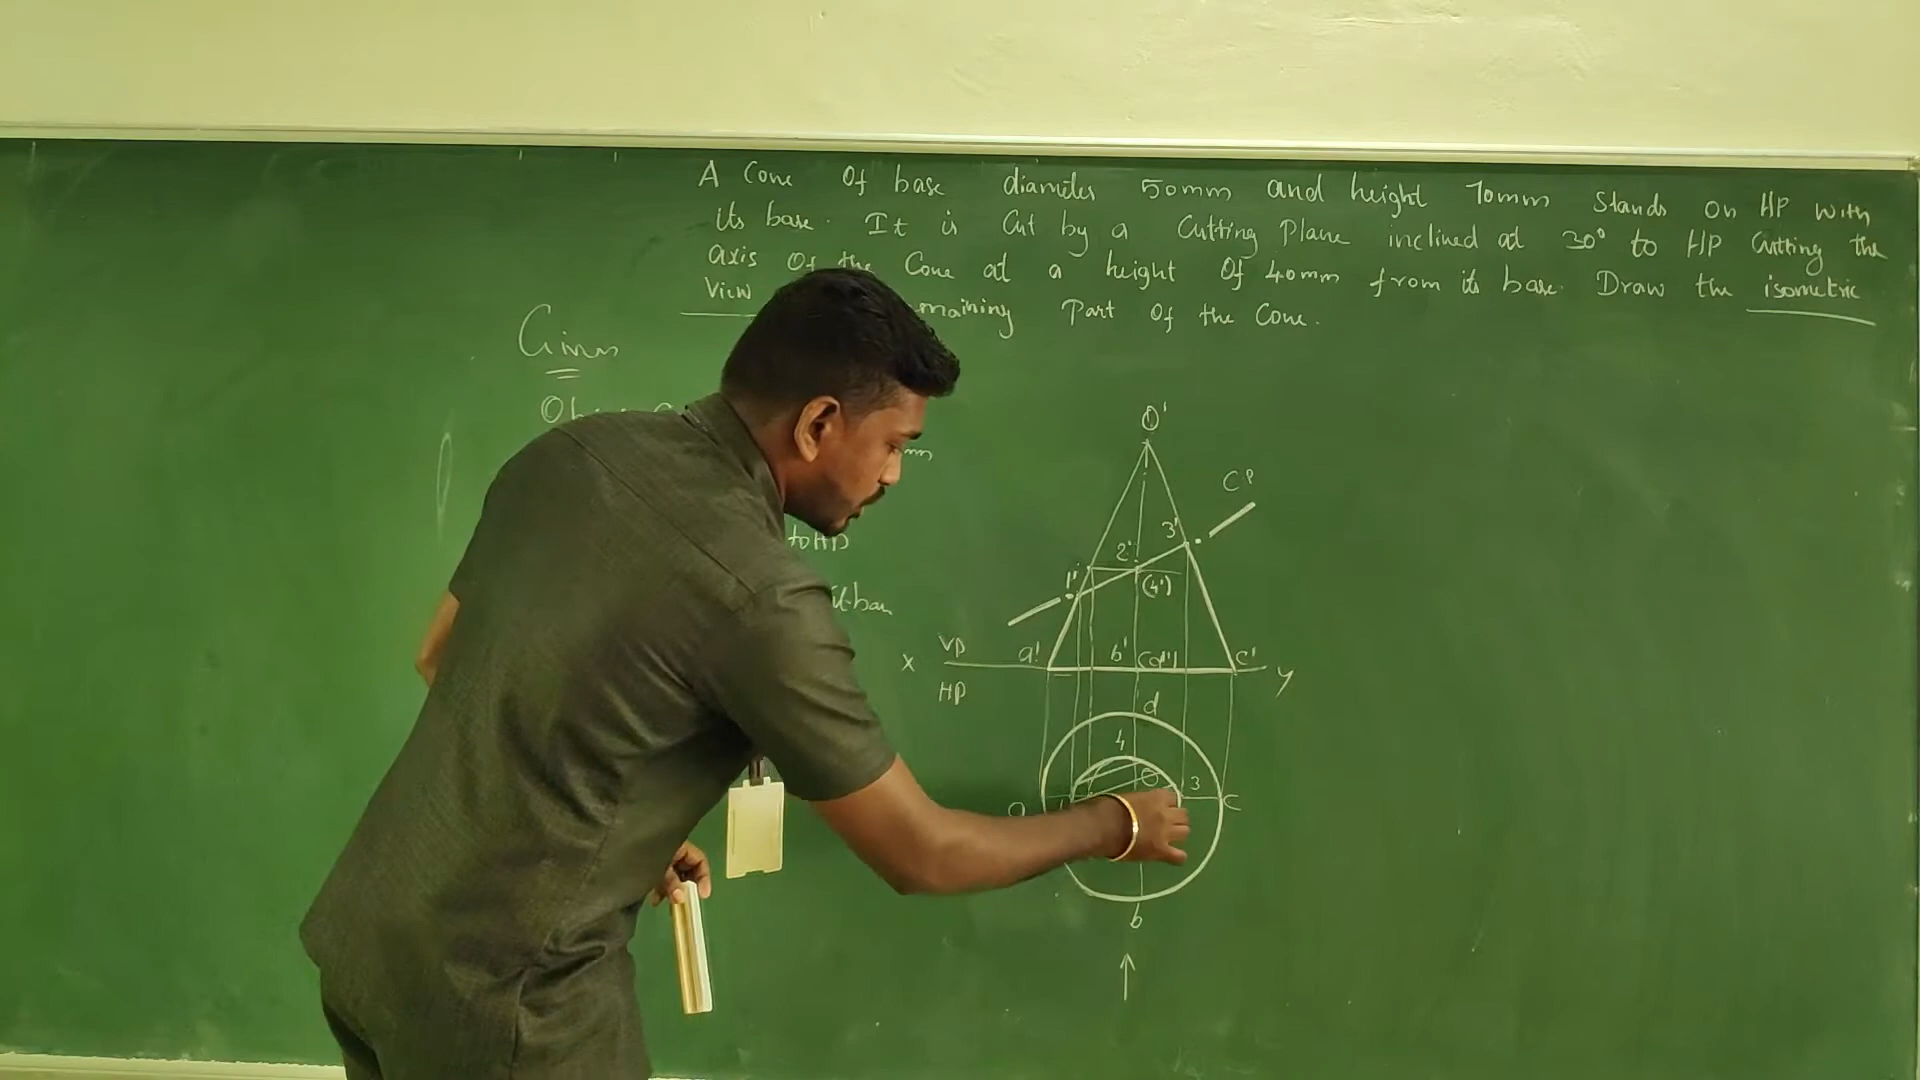 A Cone Of base diameter 50mm and height 70mm Stands on HP with
its base. It is Cut by a Cutting Plane inclined at 30° to HP Cutting the
axis Of the Cone at a height Of 40mm from its base. Draw the isometric
View maining Part Of the Cone.
Given
O'
CP
to HP
3'
2'
1' (4')
VP
X a' b' (d') C' Y
HP
d
4
O 3 C
b